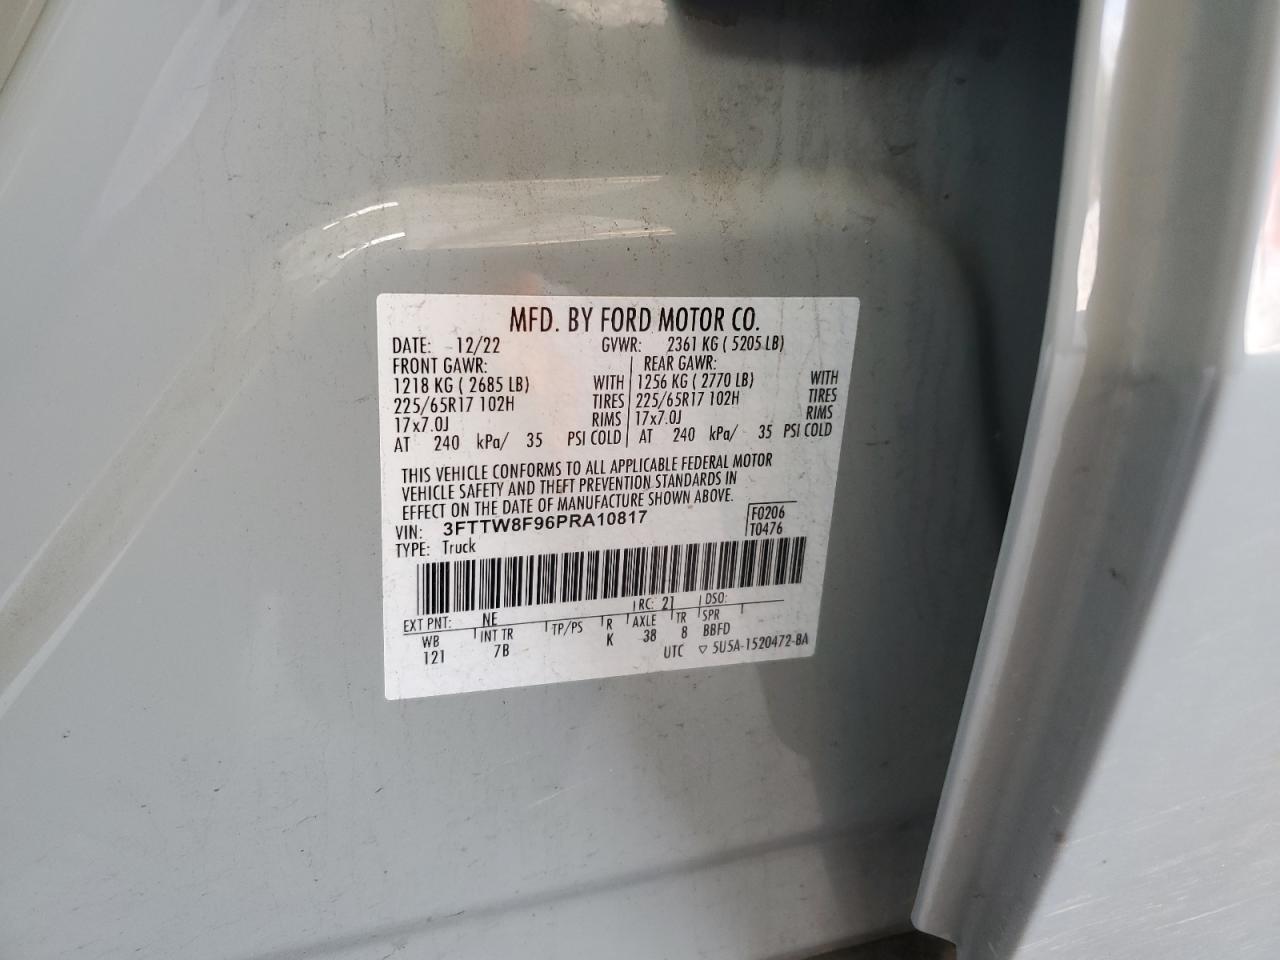 MFD. BY FORD MOTOR CO.
DATE: 12/22 GVWR: 2361 KG ( 5205 LB)
FRONT GAWR: REAR GAWR:
1218 KG ( 2685 LB) WITH 1256 KG ( 2770 LB) WITH
225/65R17 102H TIRES 225/65R17 102H TIRES
17x7.0J RIMS 17x7.0J RIMS
AT 240 kPa/ 35 PSI COLD AT 240 kPa/ 35 PSI COLD
THIS VEHICLE CONFORMS TO ALL APPLICABLE FEDERAL MOTOR
VEHICLE SAFETY AND THEFT PREVENTION STANDARDS IN
EFFECT ON THE DATE OF MANUFACTURE SHOWN ABOVE.
VIN: 3FTTW8F96PRA10817 F0206
TYPE: Truck T0476
EXT PNT: NE RC: 21 DSO:
WB INT TR TP/PS R AXLE TR SPR
121 7B K 38 8 BBFD
UTC ▽ 5U5A-1520472-BA